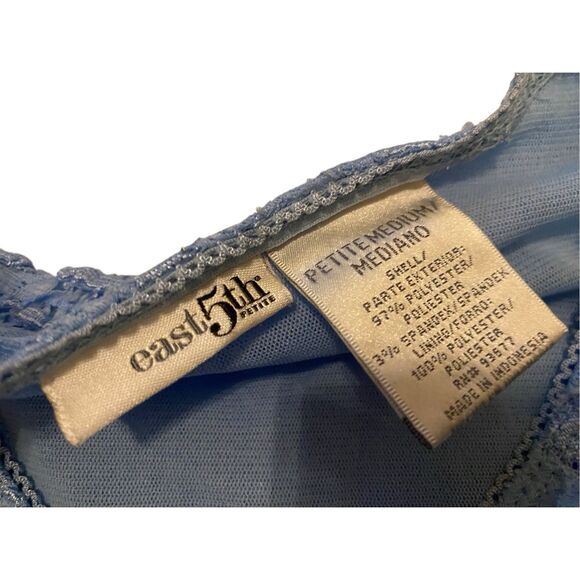 east5th™
PETITE
PETITE MEDIUM/
MEDIANO
SHELL/
PARTE EXTERIOR:
97% POLYESTER/
POLIESTER
3% SPANDEX/SPANDEX
LINING/FORRO:
100% POLYESTER/
POLIESTER
RN# 93677
MADE IN INDONESIA